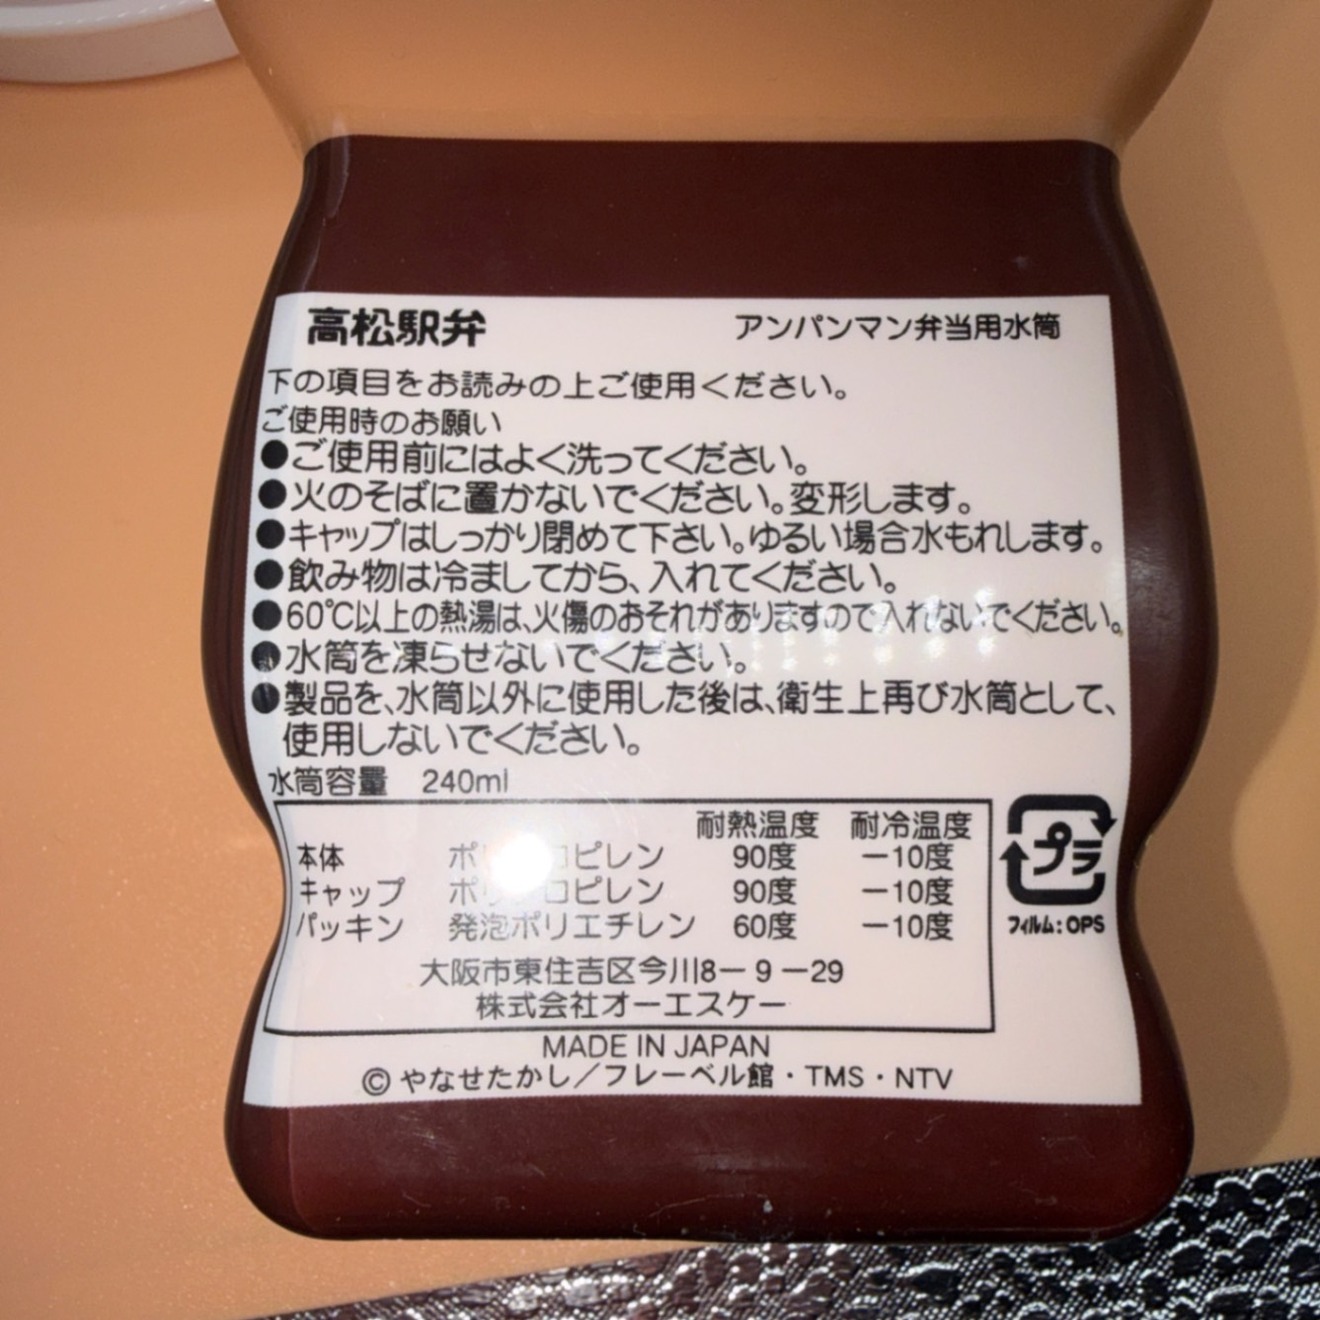 高松駅弁 アンパンマン弁当用水筒
下の項目をお読みの上ご使用ください。
ご使用時のお願い
●ご使用前にはよく洗ってください。
●火のそばに置かないでください。変形します。
●キャップはしっかり閉めて下さい。ゆるい場合水もれします。
●飲み物は冷ましてから、入れてください。
●60℃以上の熱湯は、火傷のおそれがありますので入れないでください。
●水筒を凍らせないでください。
●製品を、水筒以外に使用した後は、衛生上再び水筒として、
使用しないでください。
水筒容量 240ml
耐熱温度 耐冷温度
本体 90度 −10度
キャップ 90度 −10度
パッキン 発泡ポリエチレン 60度 −10度
プラ
フィルム:OPS
大阪市東住吉区今川8−9−29
株式会社オーエスケー
MADE IN JAPAN
© やなせたかし/フレーベル館・TMS・NTV